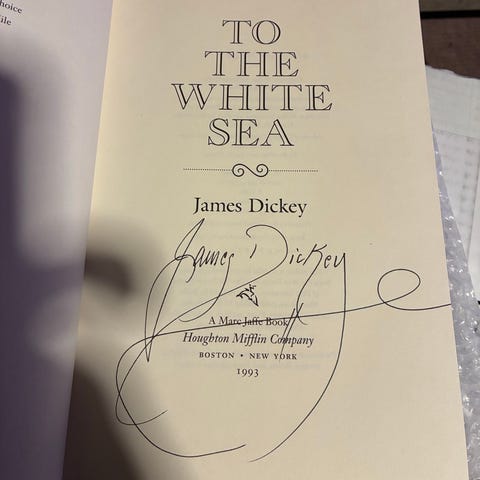 hoice
ile
TO
THE
WHITE
SEA
James Dickey
James Dickey
A Marc Jaffe Book
Houghton Mifflin Company
BOSTON • NEW YORK
1993